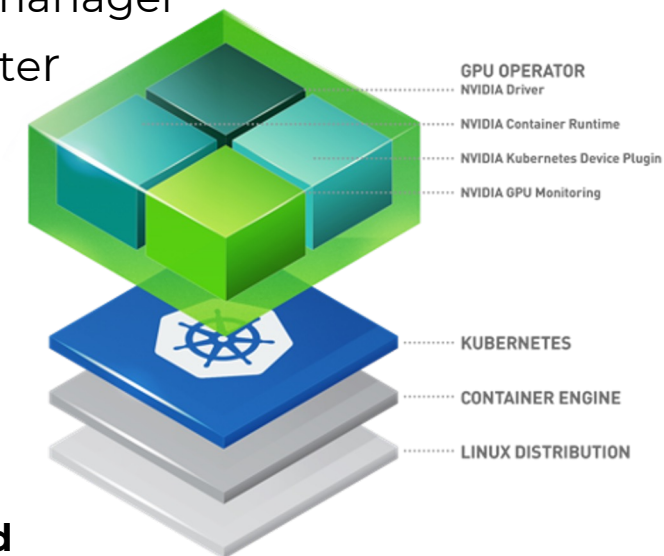 manager
ter
GPU OPERATOR
NVIDIA Driver
NVIDIA Container Runtime
NVIDIA Kubernetes Device Plugin
NVIDIA GPU Monitoring
KUBERNETES
CONTAINER ENGINE
LINUX DISTRIBUTION
d